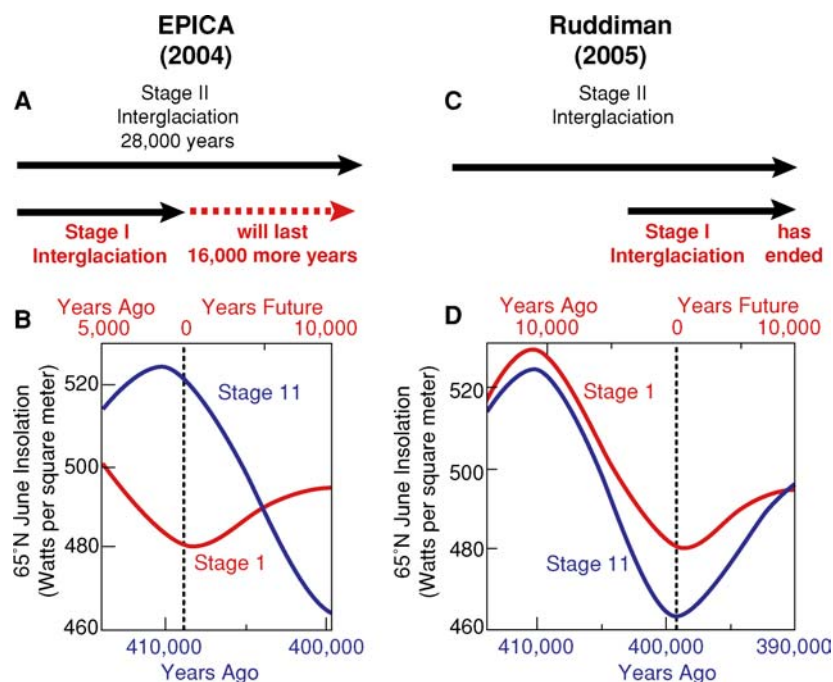 EPICA
(2004)
Ruddiman
(2005)
A
Stage II
Interglaciation
28,000 years
Stage I
Interglaciation
will last
16,000 more years
C
Stage II
Interglaciation
Stage I
Interglaciation
has
ended
B
Years Ago
Years Future
5,000
0
10,000
65°N June Insolation
(Watts per square meter)
520
500
480
460
Stage 11
Stage 1
410,000
400,000
Years Ago
D
Years Ago
Years Future
10,000
0
10,000
65°N June Insolation
(Watts per square meter)
520
500
480
460
Stage 1
Stage 11
410,000
400,000
390,000
Years Ago